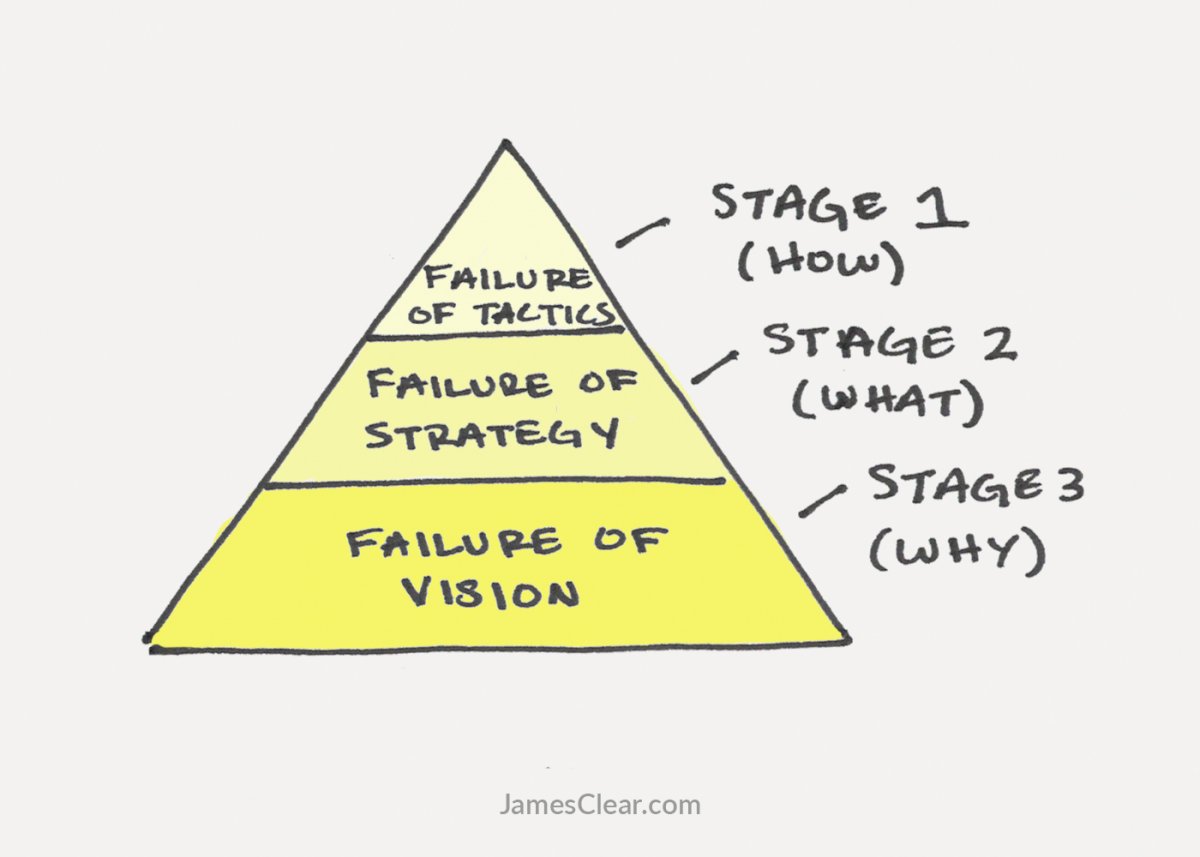 STAGE 1
(HOW)
FAILURE
OF TACTICS
STAGE 2
(WHAT)
FAILURE OF
STRATEGY
STAGE 3
(WHY)
FAILURE OF
VISION
JamesClear.com